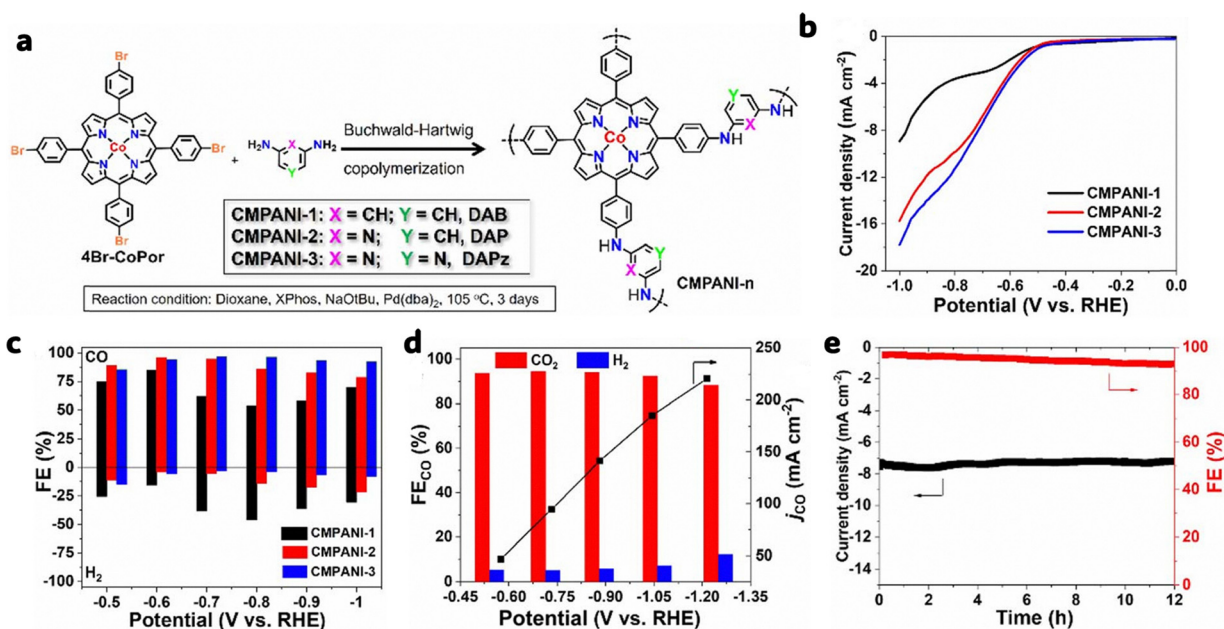 a
Br
Br
Br
Br
N
N
N
N
Co
4Br-CoPor
+
H₂N
X
NH₂
Y
Buchwald-Hartwig
copolymerization
CMPANI-1: X = CH; Y = CH, DAB
CMPANI-2: X = N; Y = CH, DAP
CMPANI-3: X = N; Y = N, DAPz
Reaction condition: Dioxane, XPhos, NaOtBu, Pd(dba)₂, 105 °C, 3 days
N
N
N
N
Co
Y
X
N
H
NH
HN
Y
X
HN
CMPANI-n
b
Current density (mA cm⁻²)
0
-4
-8
-12
-16
-20
CMPANI-1
CMPANI-2
CMPANI-3
-1.0 -0.8 -0.6 -0.4 -0.2 0.0
Potential (V vs. RHE)
c
CO
FE (%)
100
75
50
25
0
-25
-50
-75
-100
H₂
CMPANI-1
CMPANI-2
CMPANI-3
-0.5 -0.6 -0.7 -0.8 -0.9 -1
Potential (V vs. RHE)
d
CO₂ H₂
FE_CO (%)
100
80
60
40
20
0
250
200
150
100
50
j_CO (mA cm⁻²)
-0.45 -0.60 -0.75 -0.90 -1.05 -1.20 -1.35
Potential (V vs. RHE)
e
Current density (mA cm⁻²)
0
-2
-4
-6
-8
-10
-12
-14
100
80
60
40
20
0
FE (%)
0 2 4 6 8 10 12
Time (h)